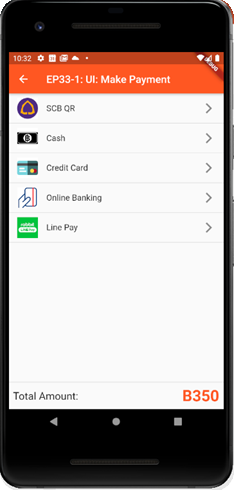 10:32
DEBUG
EP33-1: UI: Make Payment
SCB QR
Cash
Credit Card
Online Banking
Line Pay
Total Amount:
B350